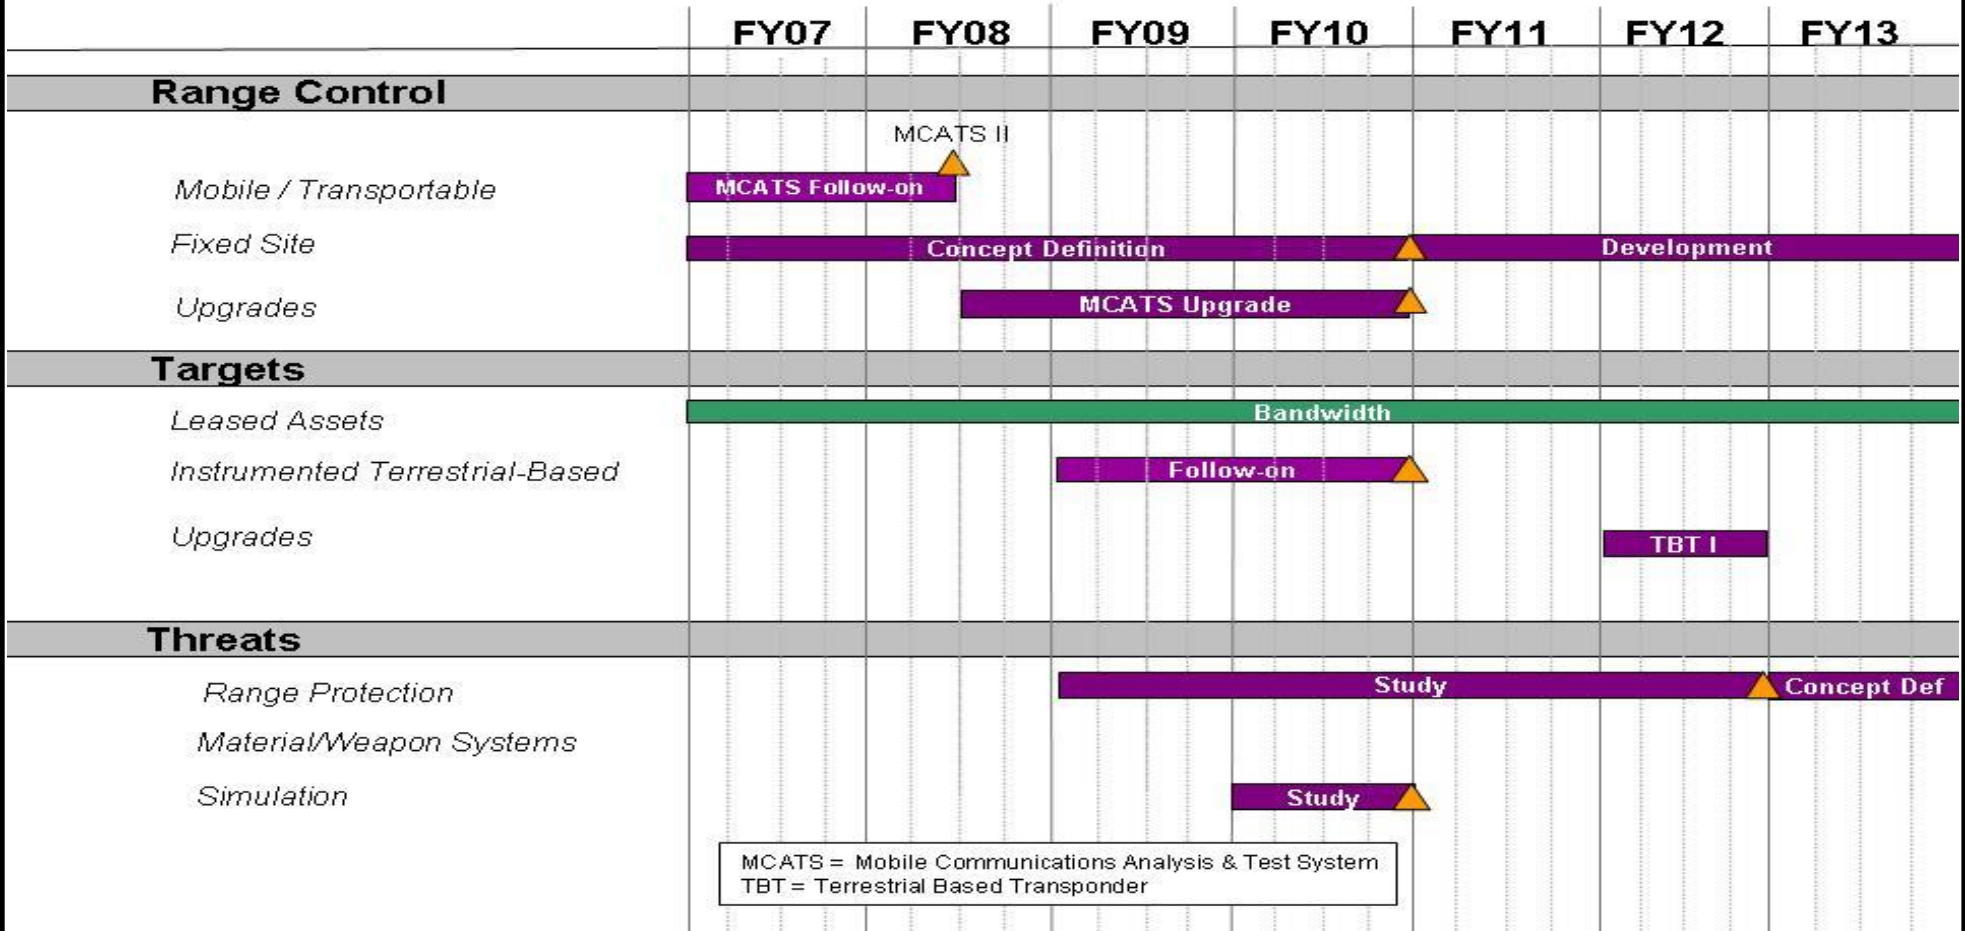 FY07 FY08 FY09 FY10 FY11 FY12 FY13
Range Control
MCATS II
Mobile / Transportable MCATS Follow-on
Fixed Site Concept Definition Development
Upgrades MCATS Upgrade
Targets
Leased Assets Bandwidth
Instrumented Terrestrial-Based Follow-on
Upgrades TBT I
Threats
Range Protection Study Concept Def
Material/Weapon Systems
Simulation Study
MCATS = Mobile Communications Analysis & Test System
TBT = Terrestrial Based Transponder